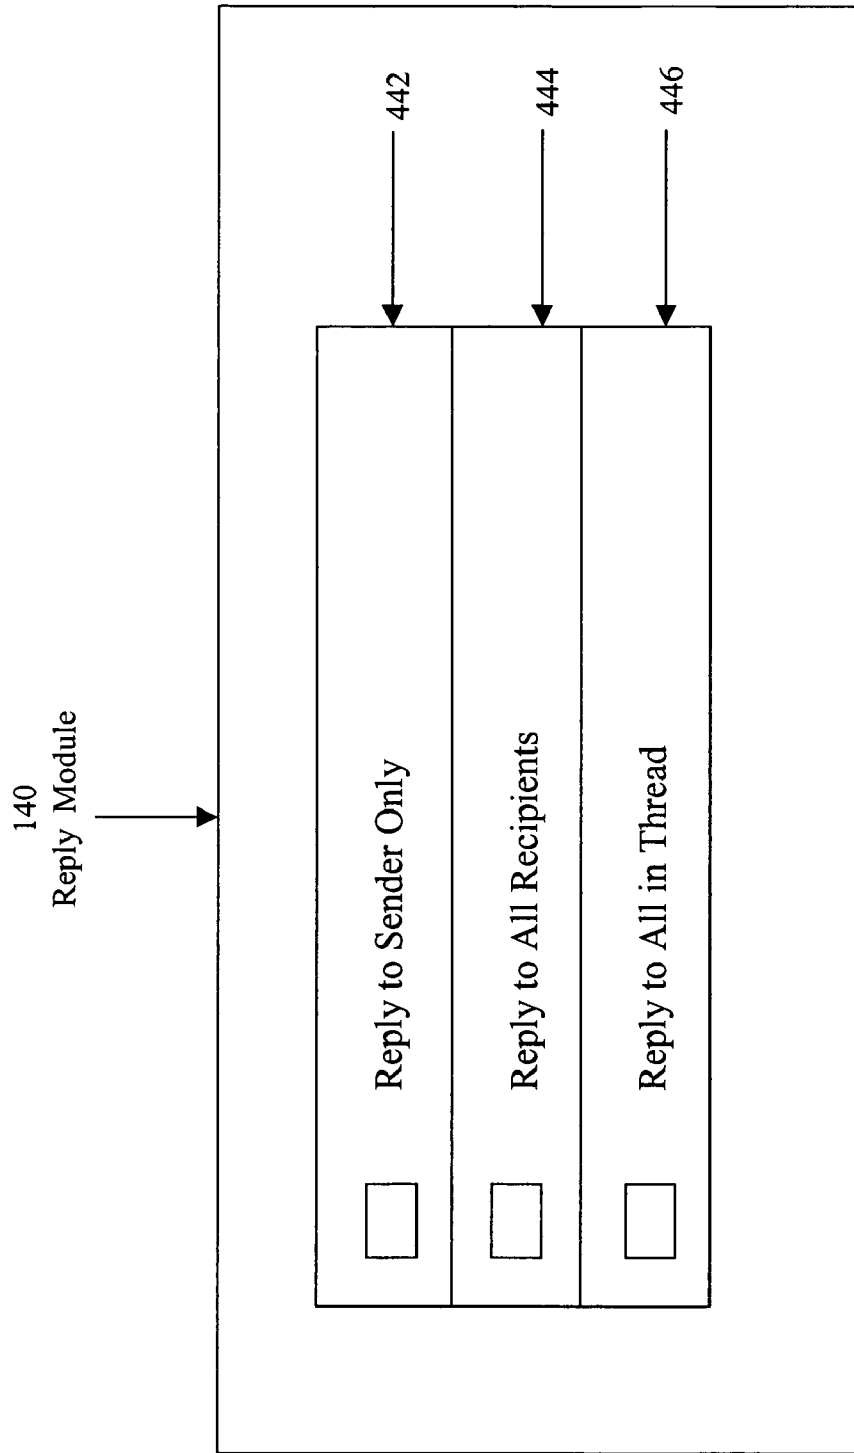 140
Reply Module
Reply to Sender Only
442
Reply to All Recipients
444
Reply to All in Thread
446